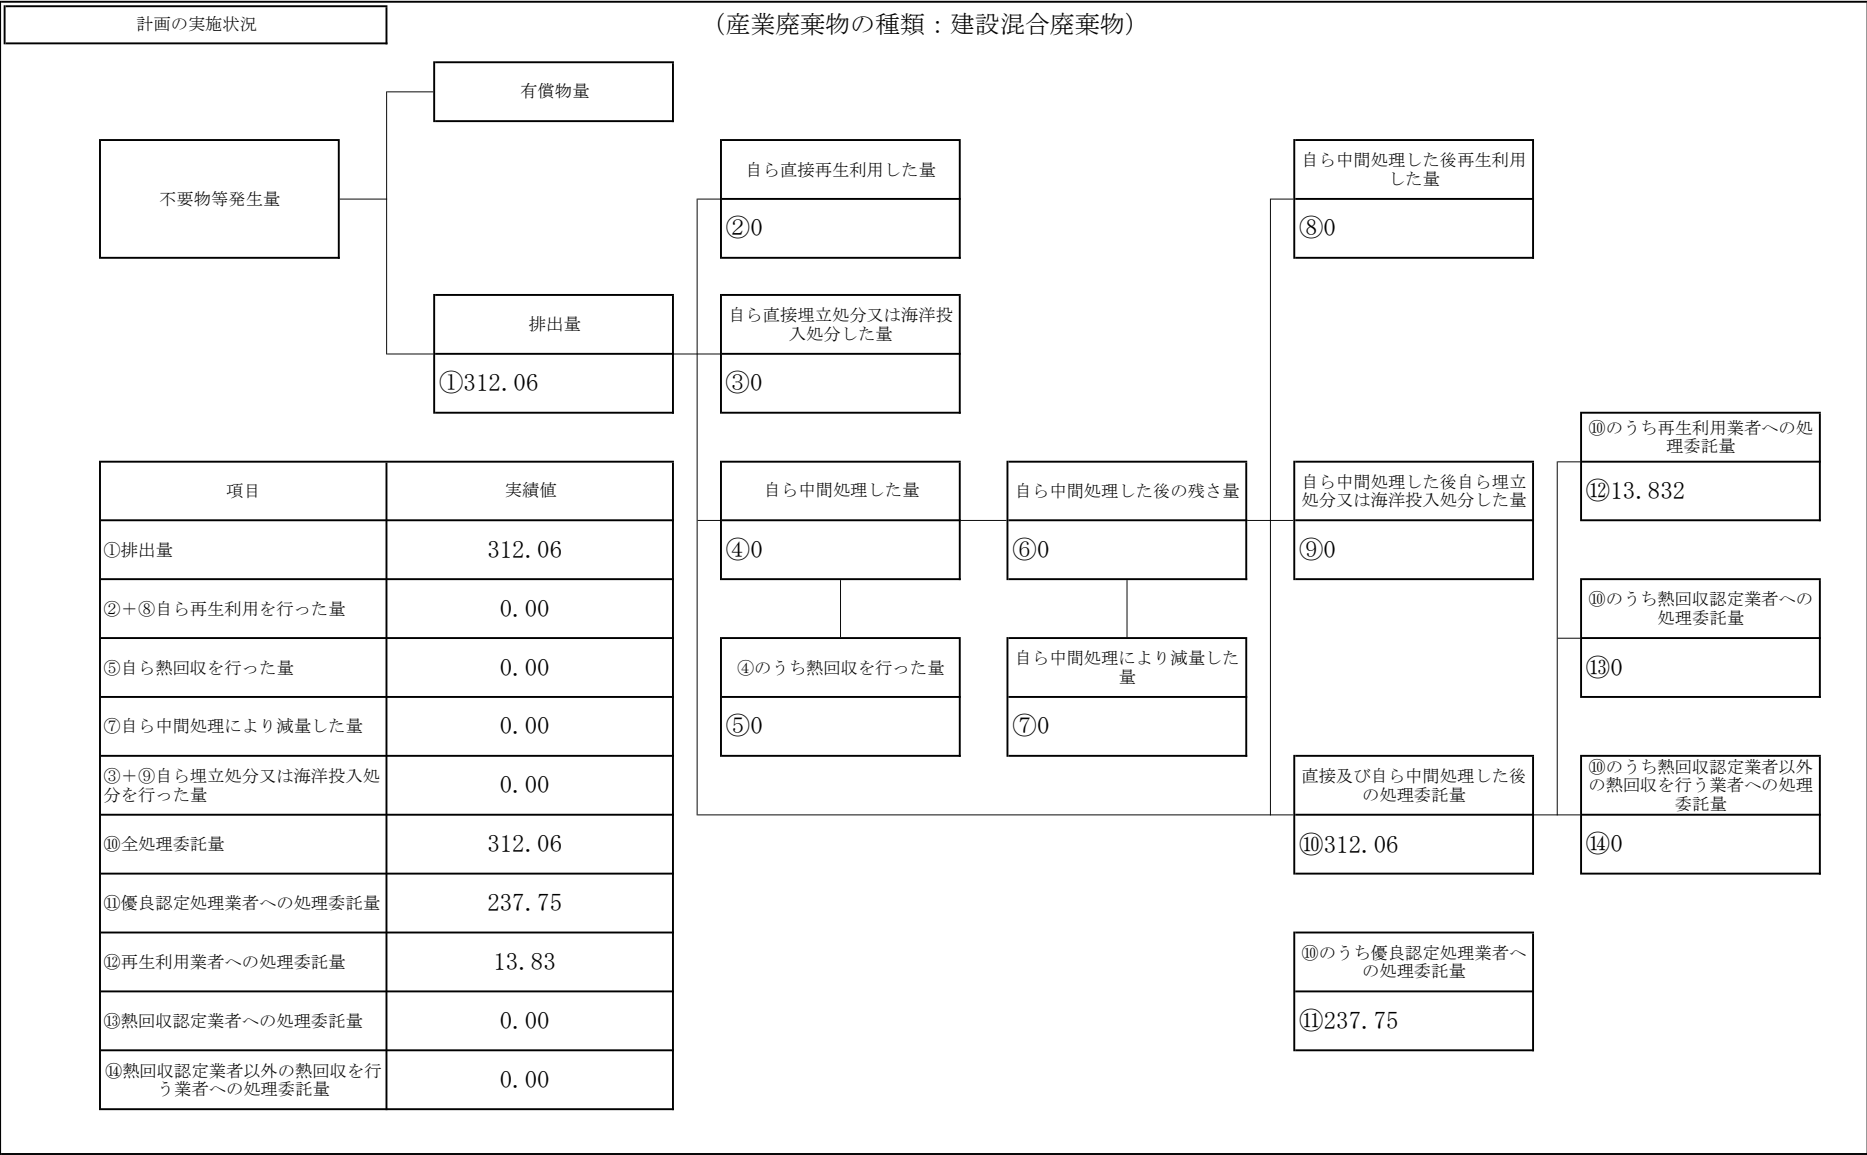 計画の実施状況
(産業廃棄物の種類：建設混合廃棄物)
有償物量
不要物等発生量
自ら直接再生利用した量
②0
自ら中間処理した後再生利用
した量
⑧0
排出量
①312.06
自ら直接埋立処分又は海洋投
入処分した量
③0
⑩のうち再生利用業者への処
理委託量
⑫13.832
自ら中間処理した量
④0
自ら中間処理した後の残さ量
⑥0
自ら中間処理した後自ら埋立
処分又は海洋投入処分した量
⑨0
⑩のうち熱回収認定業者への
処理委託量
⑬0
④のうち熱回収を行った量
⑤0
自ら中間処理により減量した
量
⑦0
直接及び自ら中間処理した後
の処理委託量
⑩312.06
⑩のうち熱回収認定業者以外
の熱回収を行う業者への処理
委託量
⑭0
⑩のうち優良認定処理業者へ
の処理委託量
⑪237.75
項目 実績値
①排出量 312.06
②＋⑧自ら再生利用を行った量 0.00
⑤自ら熱回収を行った量 0.00
⑦自ら中間処理により減量した量 0.00
③＋⑨自ら埋立処分又は海洋投入処
分を行った量 0.00
⑩全処理委託量 312.06
⑪優良認定処理業者への処理委託量 237.75
⑫再生利用業者への処理委託量 13.83
⑬熱回収認定業者への処理委託量 0.00
⑭熱回収認定業者以外の熱回収を行
う業者への処理委託量 0.00